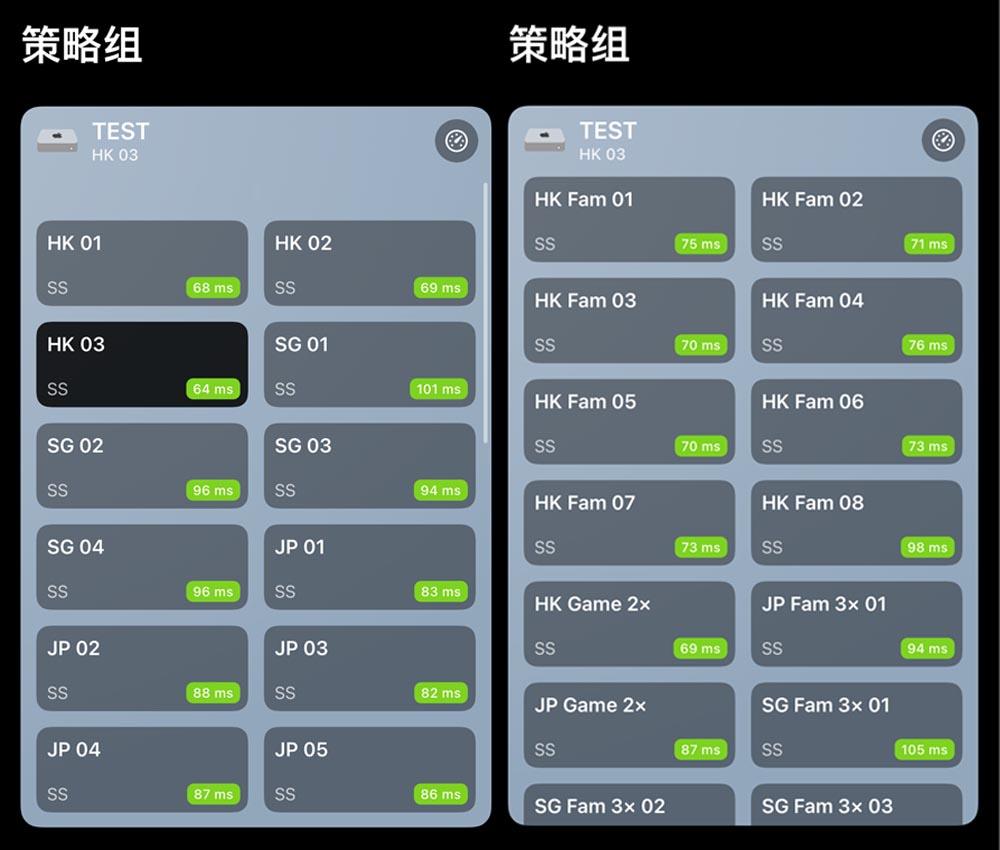 策略组
TEST
HK 03
HK 01
HK 02
SS
68 ms
SS
69 ms
HK 03
SG 01
SS
64 ms
SS
101 ms
SG 02
SG 03
SS
96 ms
SS
94 ms
SG 04
JP 01
SS
96 ms
SS
83 ms
JP 02
JP 03
SS
88 ms
SS
82 ms
JP 04
JP 05
SS
87 ms
SS
86 ms
策略组
TEST
HK 03
HK Fam 01
HK Fam 02
SS
75 ms
SS
71 ms
HK Fam 03
HK Fam 04
SS
70 ms
SS
76 ms
HK Fam 05
HK Fam 06
SS
70 ms
SS
73 ms
HK Fam 07
HK Fam 08
SS
73 ms
SS
98 ms
HK Game 2×
JP Fam 3× 01
SS
69 ms
SS
94 ms
JP Game 2×
SG Fam 3× 01
SS
87 ms
SS
105 ms
SG Fam 3× 02
SG Fam 3× 03